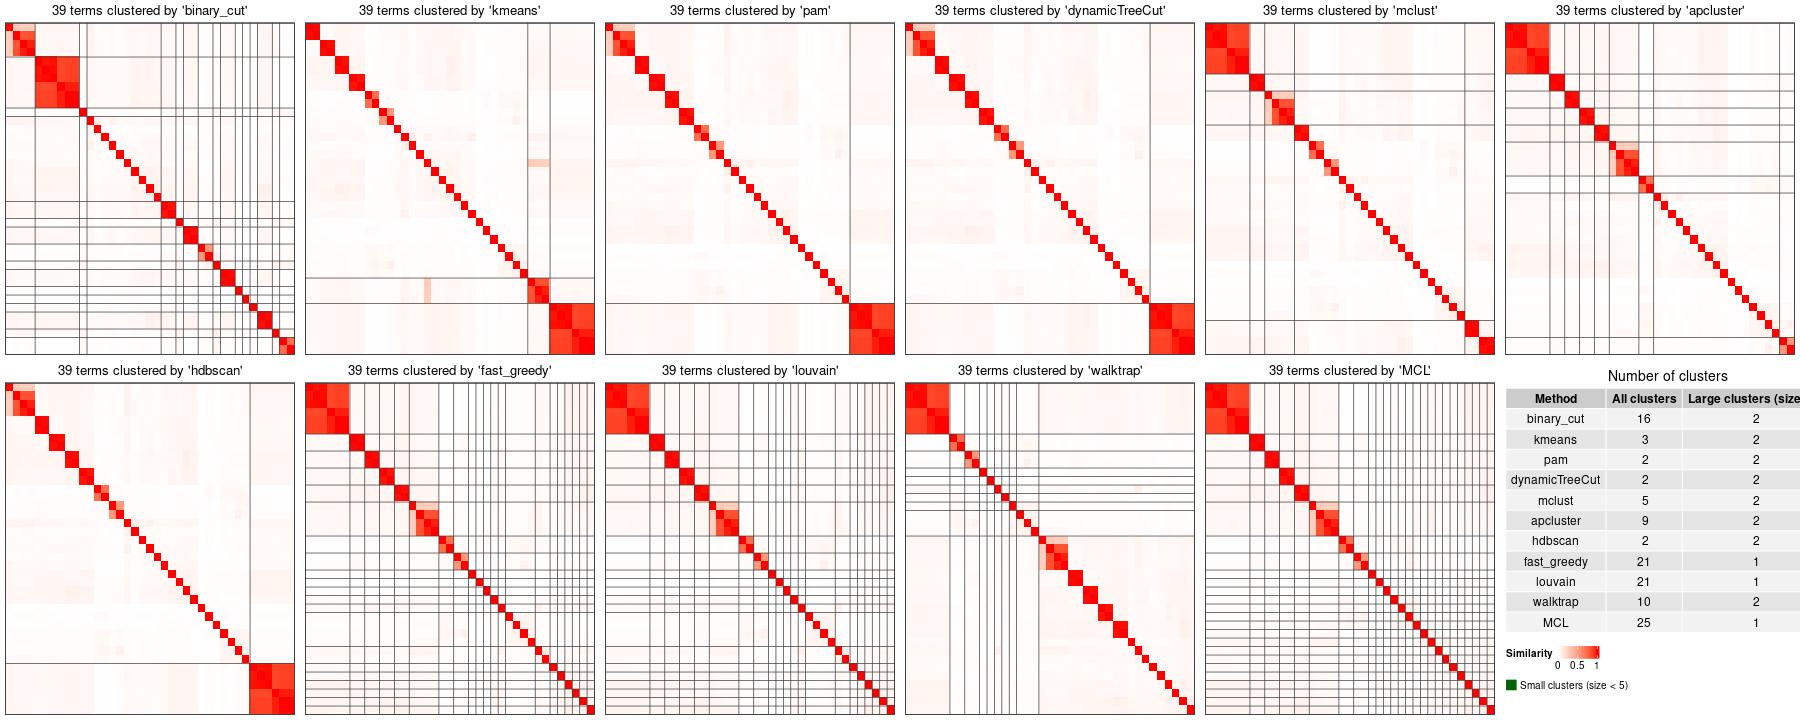 39 terms clustered by 'binary_cut'
39 terms clustered by 'kmeans'
39 terms clustered by 'pam'
39 terms clustered by 'dynamicTreeCut'
39 terms clustered by 'mclust'
39 terms clustered by 'apcluster'
39 terms clustered by 'hdbscan'
39 terms clustered by 'fast_greedy'
39 terms clustered by 'louvain'
39 terms clustered by 'walktrap'
39 terms clustered by 'MCL'
Number of clusters
Method All clusters Large clusters (size
binary_cut 16 2
kmeans 3 2
pam 2 2
dynamicTreeCut 2 2
mclust 5 2
apcluster 9 2
hdbscan 2 2
fast_greedy 21 1
louvain 21 1
walktrap 10 2
MCL 25 1
Similarity
0 0.5 1
Small clusters (size < 5)